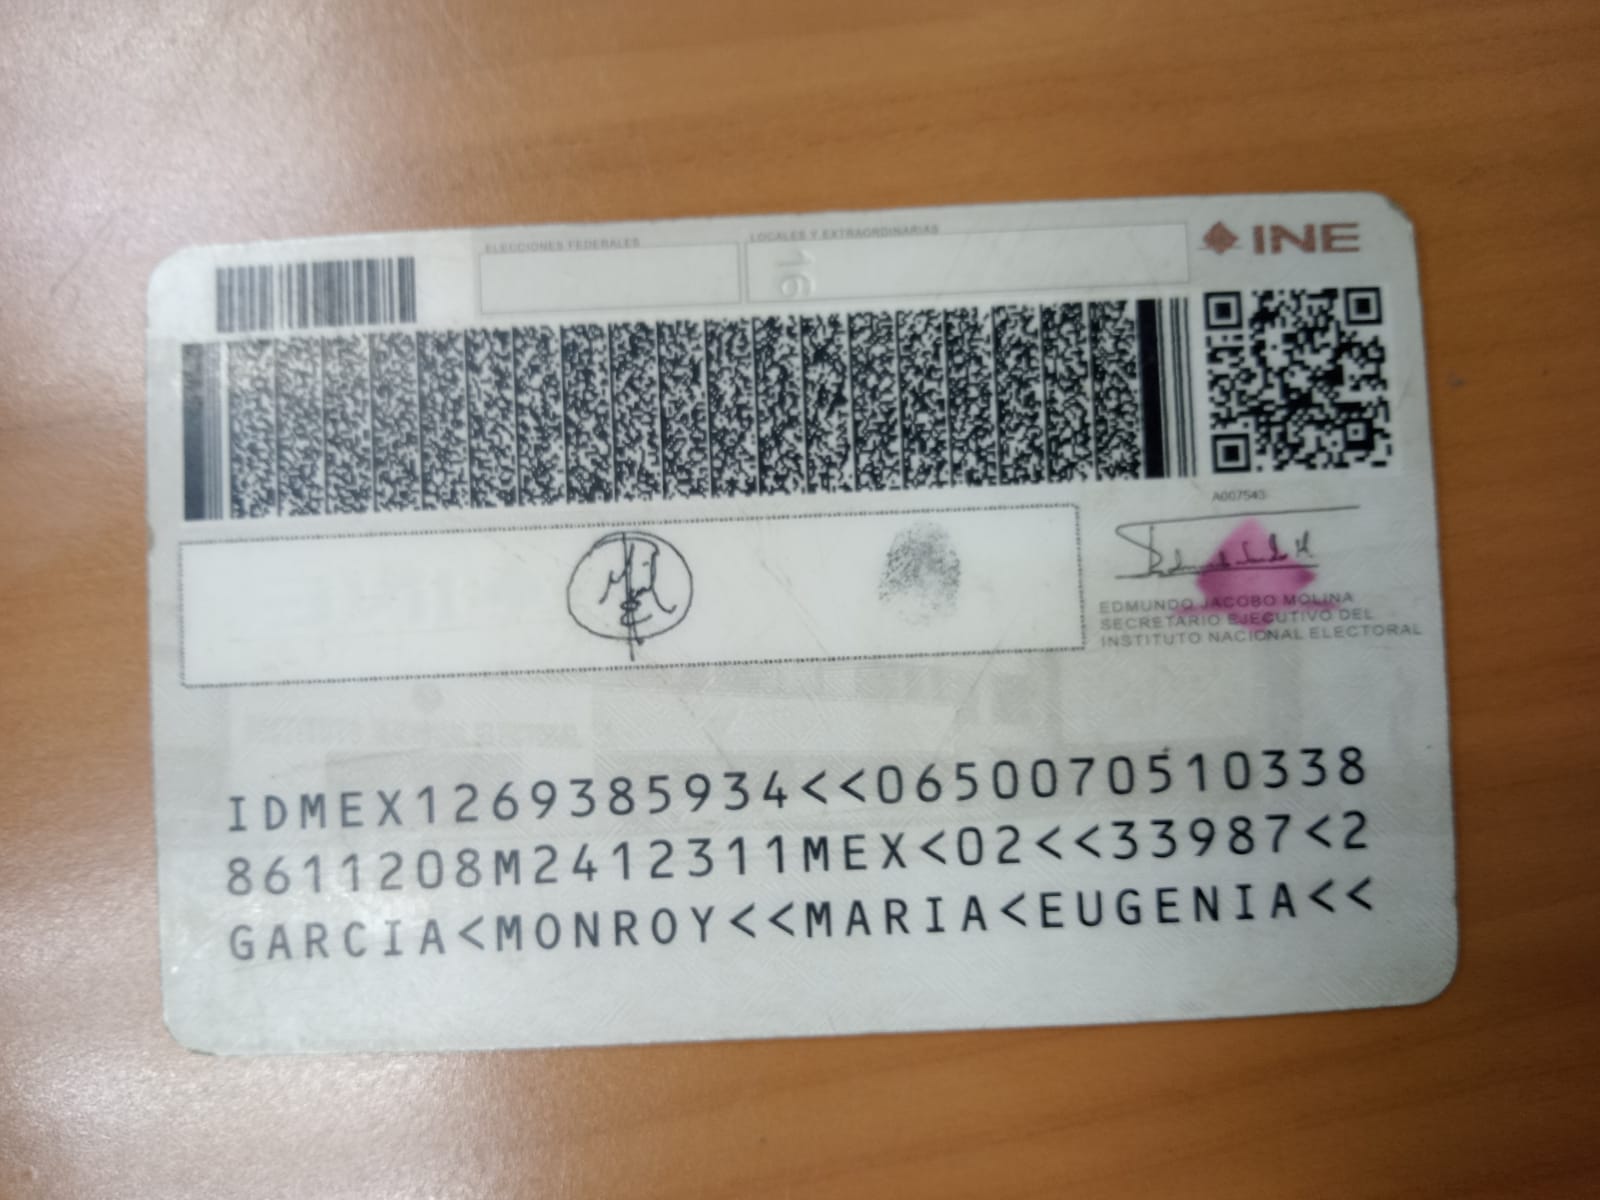 ELECCIONES FEDERALES
LOCALES Y EXTRAORDINARIAS
INE
16
A007543
EDMUNDO JACOBO MOLINA
SECRETARIO EJECUTIVO DEL
INSTITUTO NACIONAL ELECTORAL
IDMEX1269385934<<0650070510338
8611208M2412311MEX<02<<33987<2
GARCIA<MONROY<<MARIA<EUGENIA<<